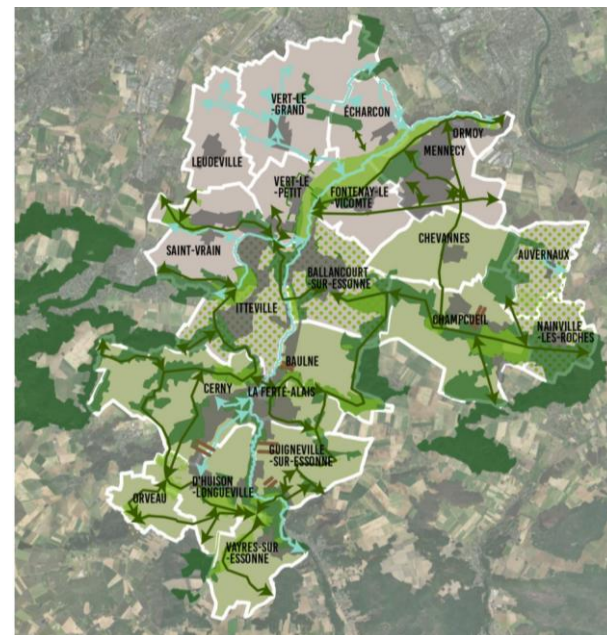 VERT-LE
-GRAND
ÉCHARCON
ORMOY
MENNECY
LEUDEVILLE
VERT-LE
-PETIT
FONTENAY-LE
-VICOMTE
CHEVANNES
SAINT-VRAIN
AUVERNAUX
BALLANCOURT
-SUR-ESSONNE
ITTEVILLE
CHAMPCUEIL
NAINVILLE
-LES-ROCHES
BAULNE
CERNY
LA FERTE-ALAIS
GUIGNEVILLE
-SUR-ESSONNE
D'HUISON
-LONGUEVILLE
ORVEAU
VAYRES-SUR
-ESSONNE